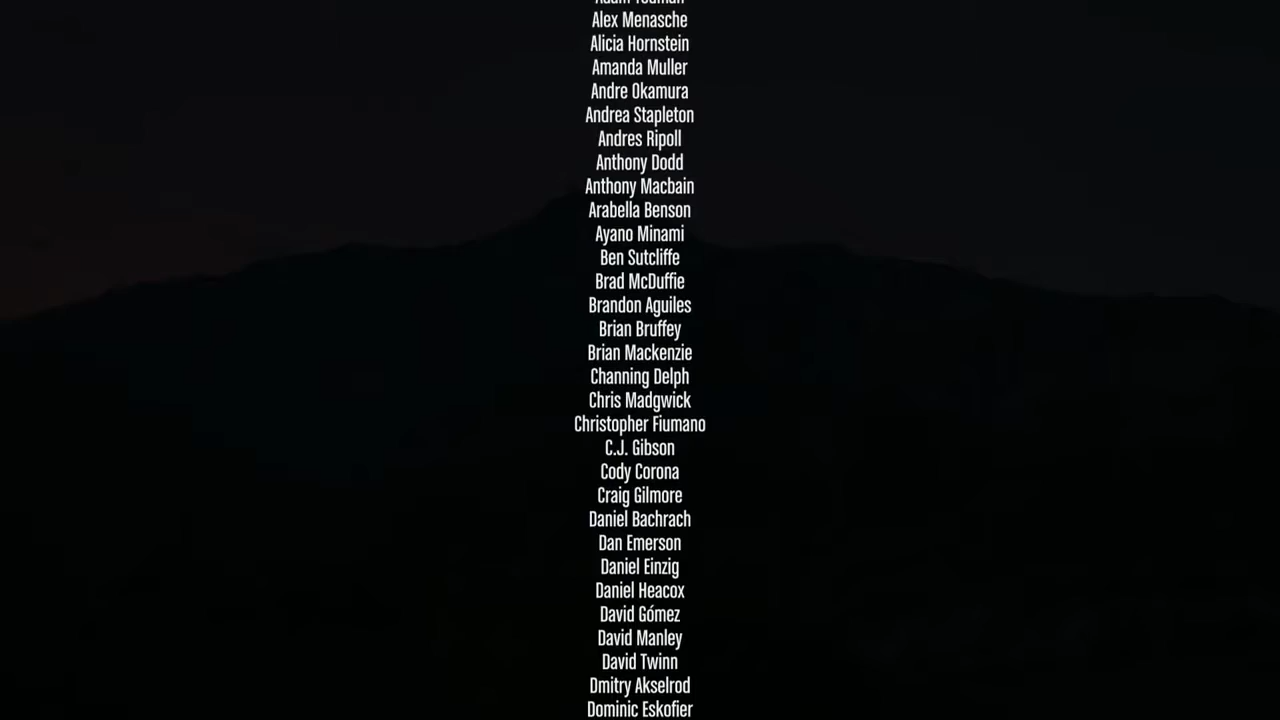 Alex Menasche
Alicia Hornstein
Amanda Muller
Andre Okamura
Andrea Stapleton
Andres Ripoll
Anthony Dodd
Anthony Macbain
Arabella Benson
Ayano Minami
Ben Sutcliffe
Brad McDuffie
Brandon Aguiles
Brian Bruffey
Brian Mackenzie
Channing Delph
Chris Madgwick
Christopher Fiumano
C.J. Gibson
Cody Corona
Craig Gilmore
Daniel Bachrach
Dan Emerson
Daniel Einzig
Daniel Heacox
David Gómez
David Manley
David Twinn
Dmitry Akselrod
Dominic Eskofier